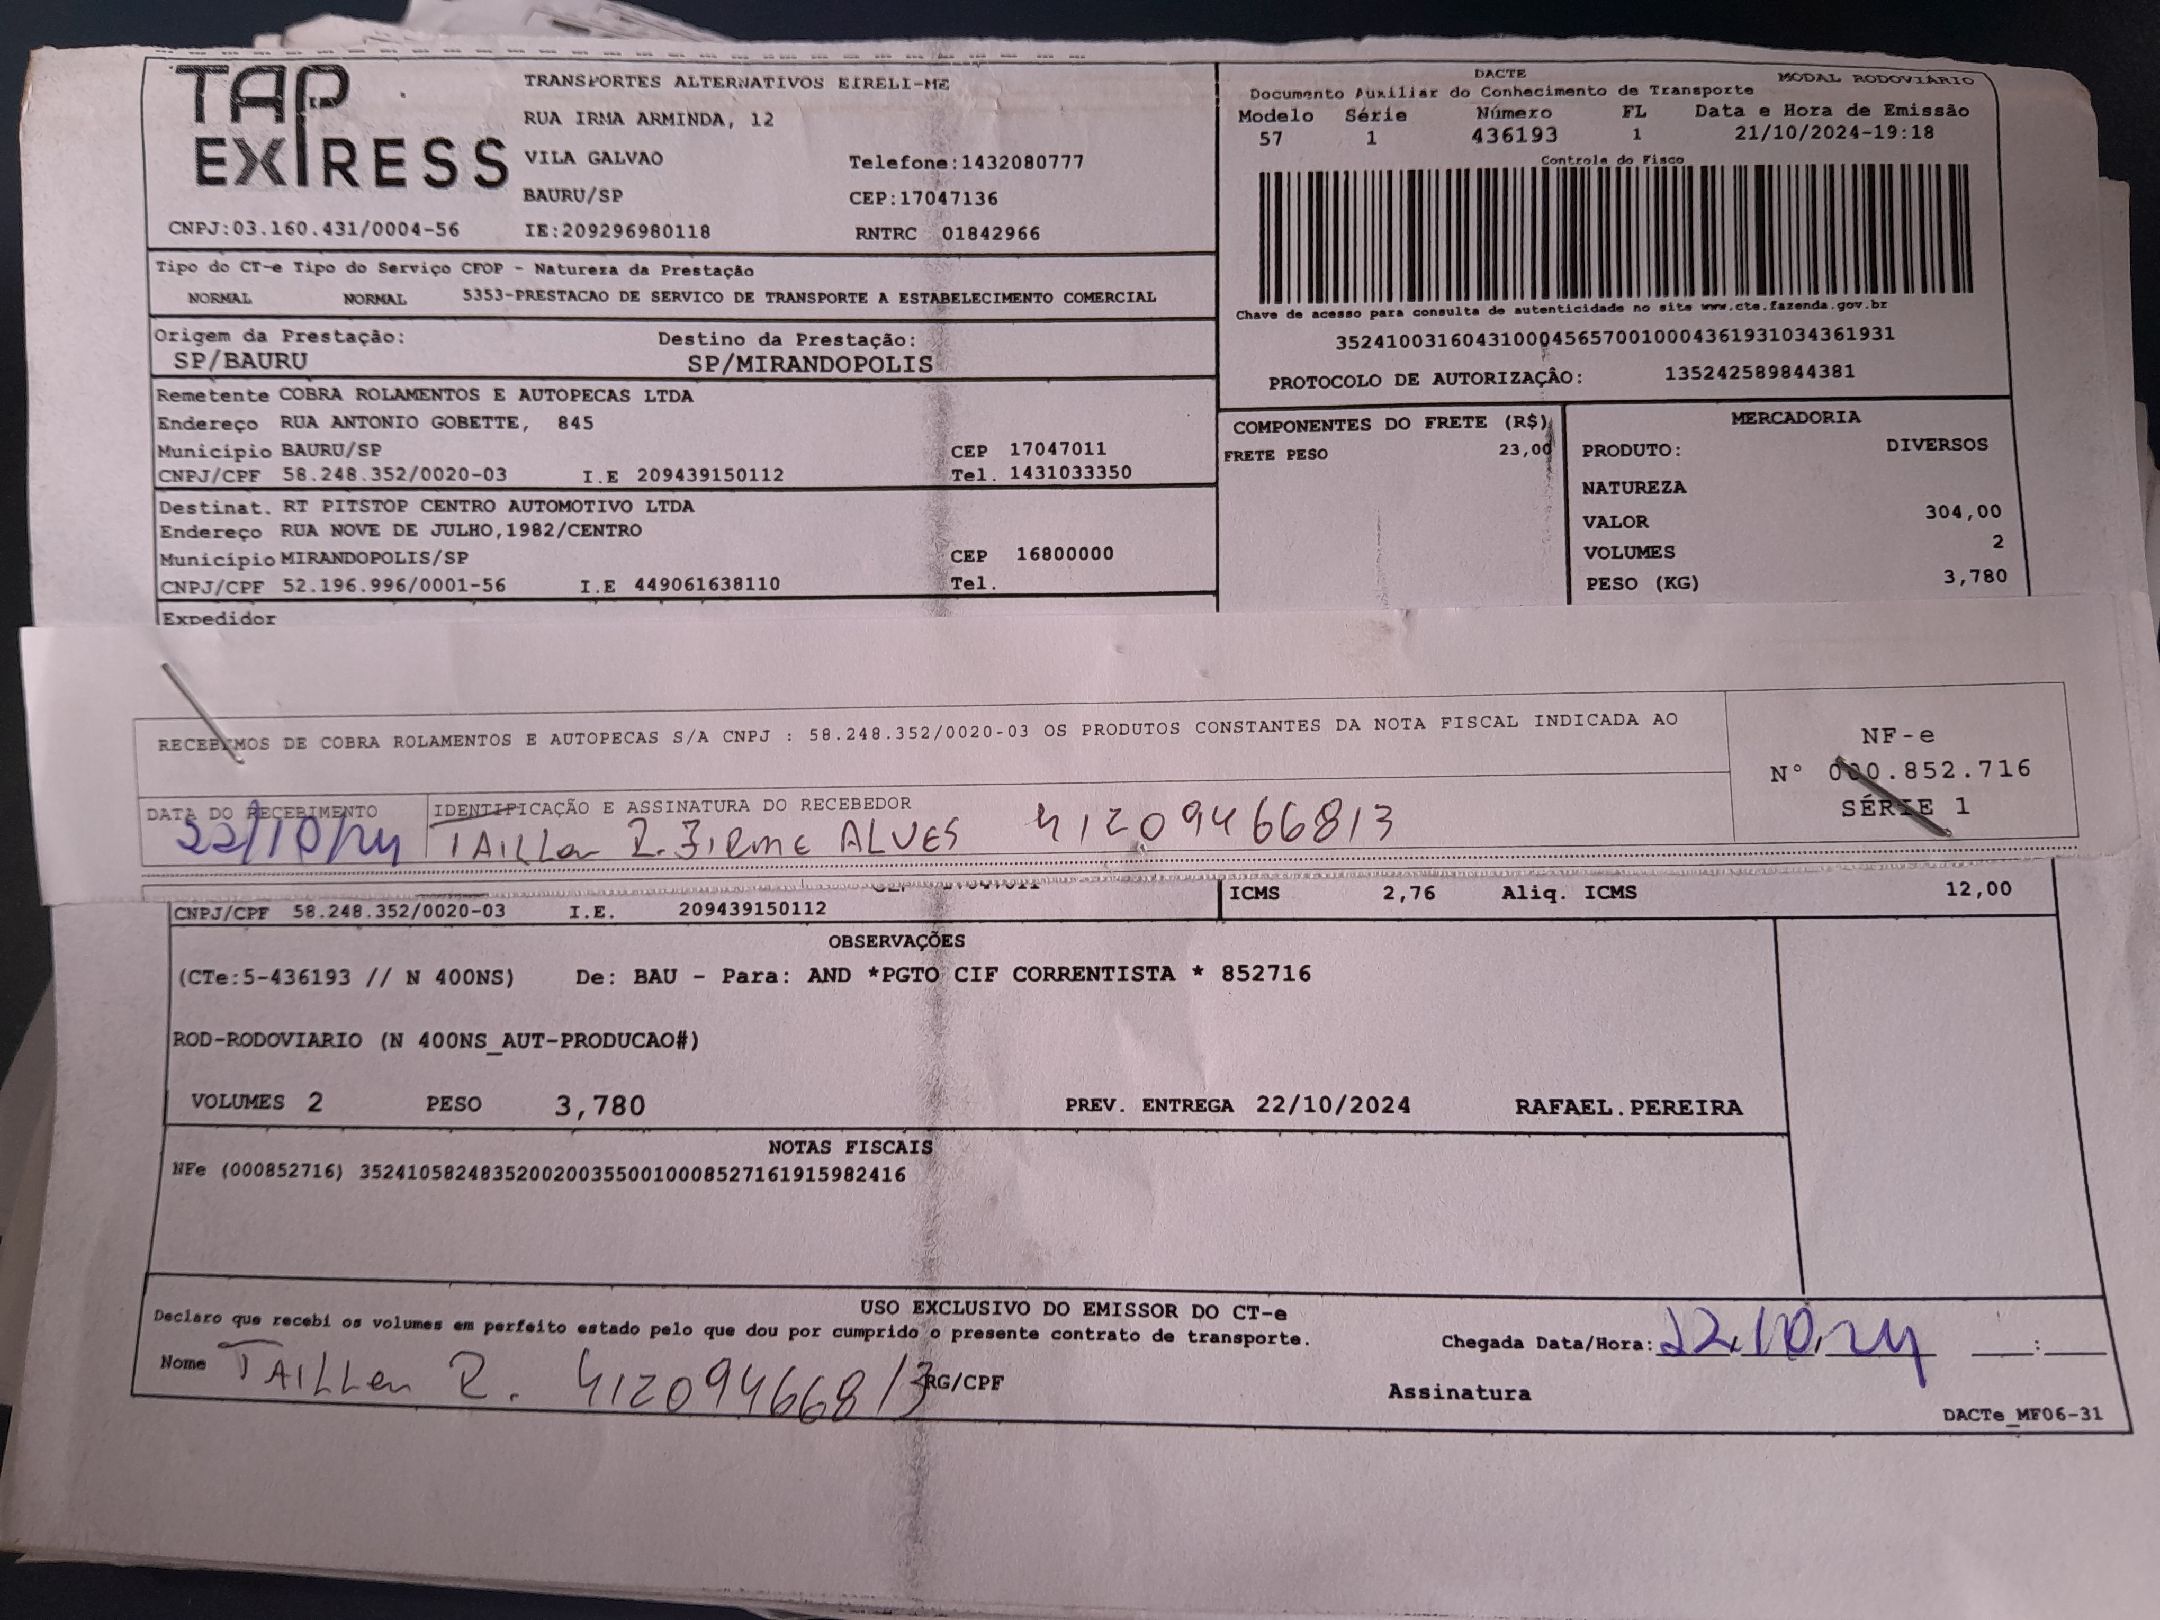 TAP EXPRESS
TRANSPORTES ALTERNATIVOS EIRELI-ME
RUA IRMA ARMINDA, 12
VILA GALVAO Telefone:1432080777
BAURU/SP CEP:17047136
CNPJ:03.160.431/0004-56 IE:209296980118 RNTRC 01842966
DACTE MODAL RODOVIÁRIO
Documento Auxiliar do Conhecimento de Transporte
Modelo Série Número FL Data e Hora de Emissão
57 1 436193 1 21/10/2024-19:18
Controle do Fisco
Chave de acesso para consulta de autenticidade no site www.cte.fazenda.gov.br
35241003160431000456570010004361931034361931
PROTOCOLO DE AUTORIZAÇÂO: 135242589844381
Tipo do CT-e Tipo do Serviço CFOP - Natureza da Prestação
NORMAL NORMAL 5353-PRESTACAO DE SERVICO DE TRANSPORTE A ESTABELECIMENTO COMERCIAL
Origem da Prestação: Destino da Prestação:
SP/BAURU SP/MIRANDOPOLIS
Remetente COBRA ROLAMENTOS E AUTOPECAS LTDA
Endereço RUA ANTONIO GOBETTE, 845
Município BAURU/SP CEP 17047011
CNPJ/CPF 58.248.352/0020-03 I.E 209439150112 Tel. 1431033350
Destinat. RT PITSTOP CENTRO AUTOMOTIVO LTDA
Endereço RUA NOVE DE JULHO,1982/CENTRO
Município MIRANDOPOLIS/SP CEP 16800000
CNPJ/CPF 52.196.996/0001-56 I.E 449061638110 Tel.
Expedidor
COMPONENTES DO FRETE (R$)
FRETE PESO 23,00
MERCADORIA
PRODUTO: DIVERSOS
NATUREZA
VALOR 304,00
VOLUMES 2
PESO (KG) 3,780
RECEBEMOS DE COBRA ROLAMENTOS E AUTOPECAS S/A CNPJ : 58.248.352/0020-03 OS PRODUTOS CONSTANTES DA NOTA FISCAL INDICADA AO
NF-e
N° 000.852.716
SÉRIE 1
DATA DO RECEBIMENTO IDENTIFICAÇÃO E ASSINATURA DO RECEBEDOR
22/10/24 ALVES 41209466813
CNPJ/CPF 58.248.352/0020-03 I.E. 209439150112
ICMS 2,76 Aliq. ICMS 12,00
OBSERVAÇÕES
(CTe:5-436193 // N 400NS) De: BAU - Para: AND *PGTO CIF CORRENTISTA * 852716
ROD-RODOVIARIO (N 400NS_AUT-PRODUCAO#)
VOLUMES 2 PESO 3,780 PREV. ENTREGA 22/10/2024 RAFAEL.PEREIRA
NOTAS FISCAIS
NFe (000852716) 35241058248352002003550010008527161915982416
USO EXCLUSIVO DO EMISSOR DO CT-e
Declaro que recebi os volumes em perfeito estado pelo que dou por cumprido o presente contrato de transporte.
Chegada Data/Hora: 22.10.24 :
Nome 41209466813 RG/CPF
Assinatura
DACTe_MF06-31